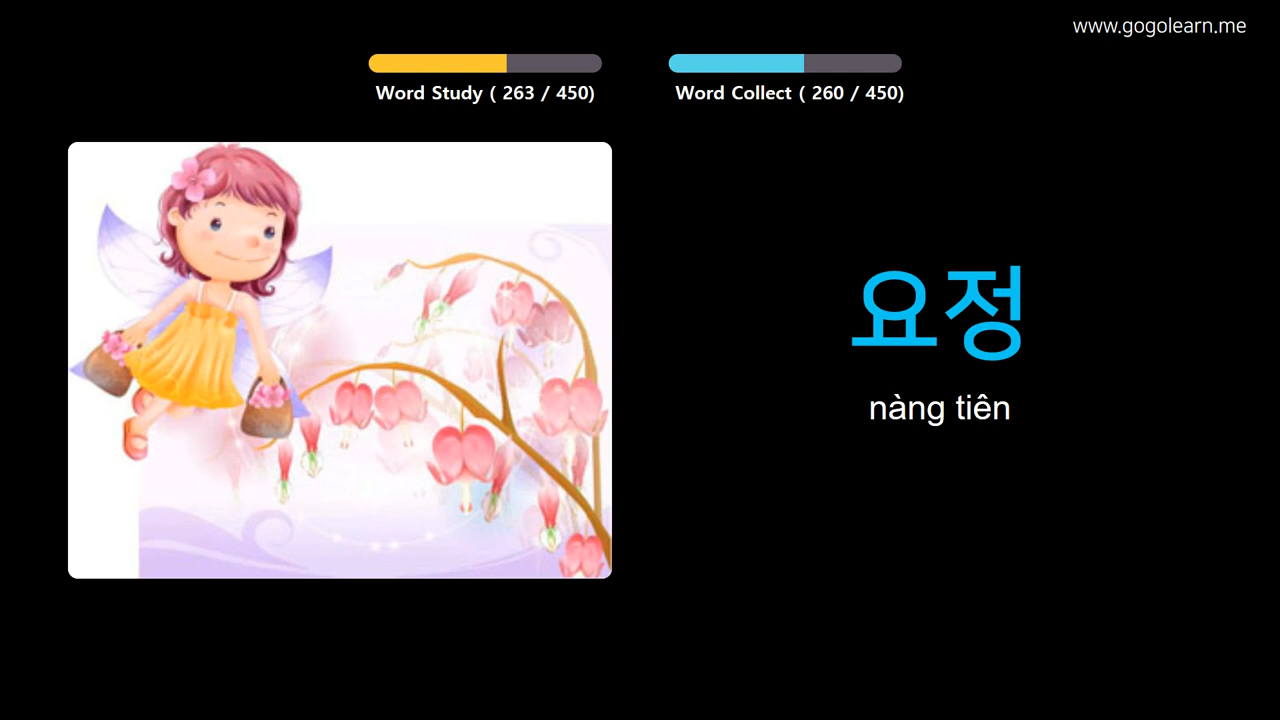 www.gogolearn.me
Word Study ( 263 / 450)
Word Collect ( 260 / 450)
요정
nàng tiên